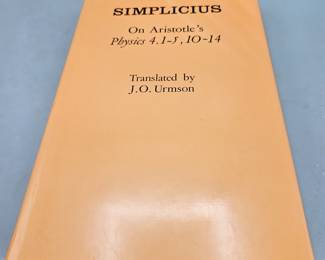 SIMPLICIUS
On Aristotle's
Physics 4.1-5, 10-14
Translated by
J.O. Urmson